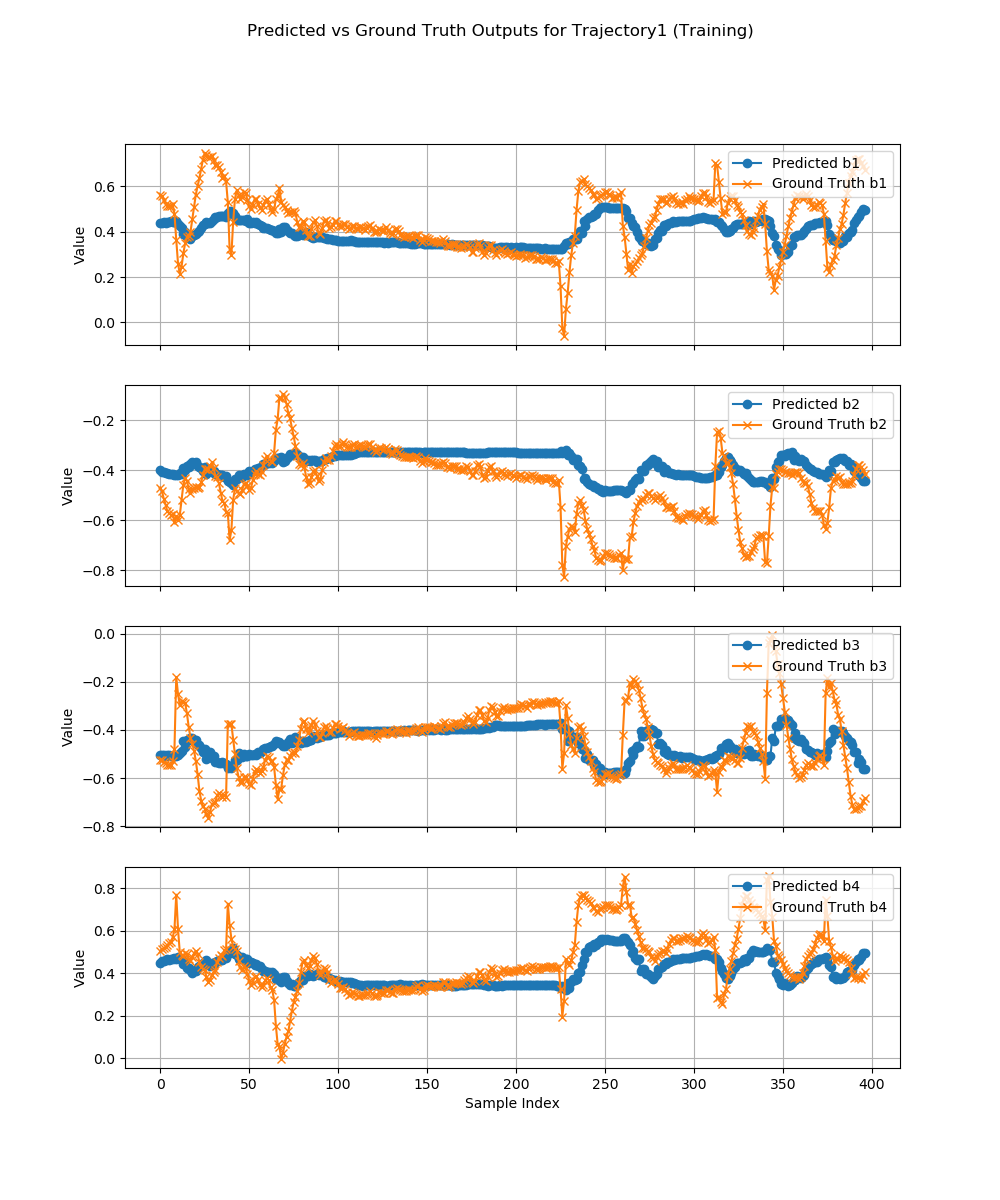 Predicted vs Ground Truth Outputs for Trajectory1 (Training)
Predicted b1
Ground Truth b1
0.6
0.4
0.2
0.0
Value
Predicted b2
Ground Truth b2
−0.2
−0.4
−0.6
−0.8
Value
Predicted b3
Ground Truth b3
0.0
−0.2
−0.4
−0.6
−0.8
Value
Predicted b4
Ground Truth b4
0.8
0.6
0.4
0.2
0.0
Value
0 50 100 150 200 250 300 350 400
Sample Index